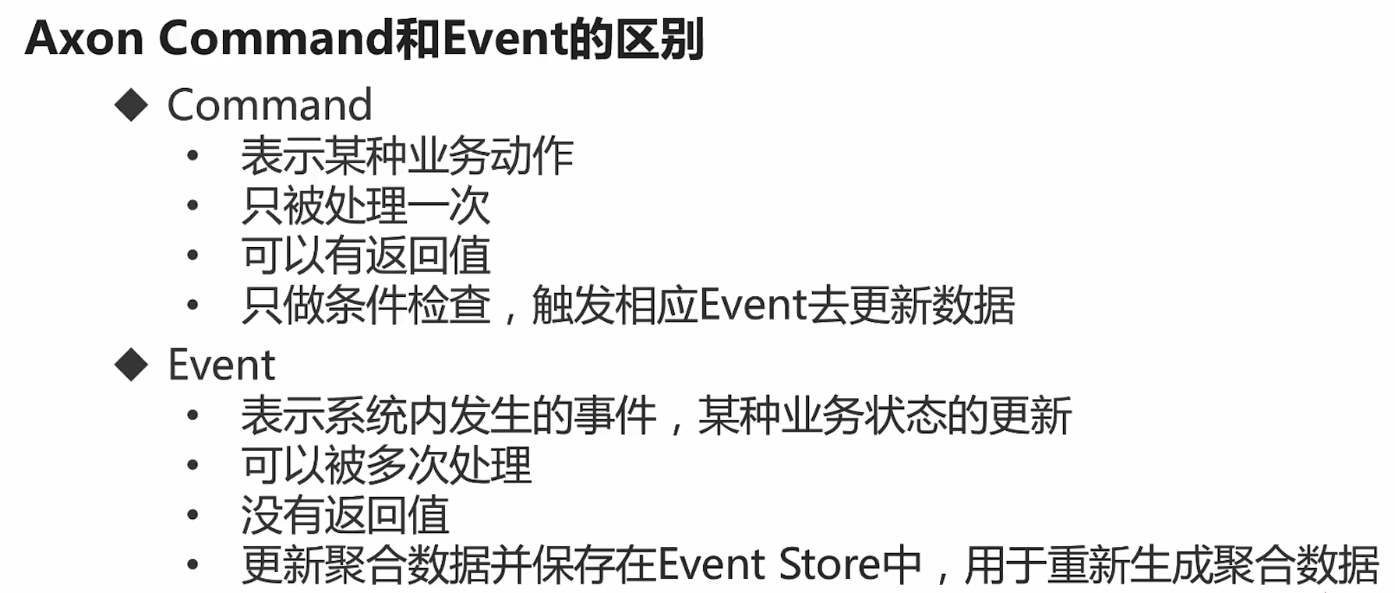 Axon Command和Event的区别
◆ Command
• 表示某种业务动作
• 只被处理一次
• 可以有返回值
• 只做条件检查，触发相应Event去更新数据
◆ Event
• 表示系统内发生的事件，某种业务状态的更新
• 可以被多次处理
• 没有返回值
• 更新聚合数据并保存在Event Store中，用于重新生成聚合数据